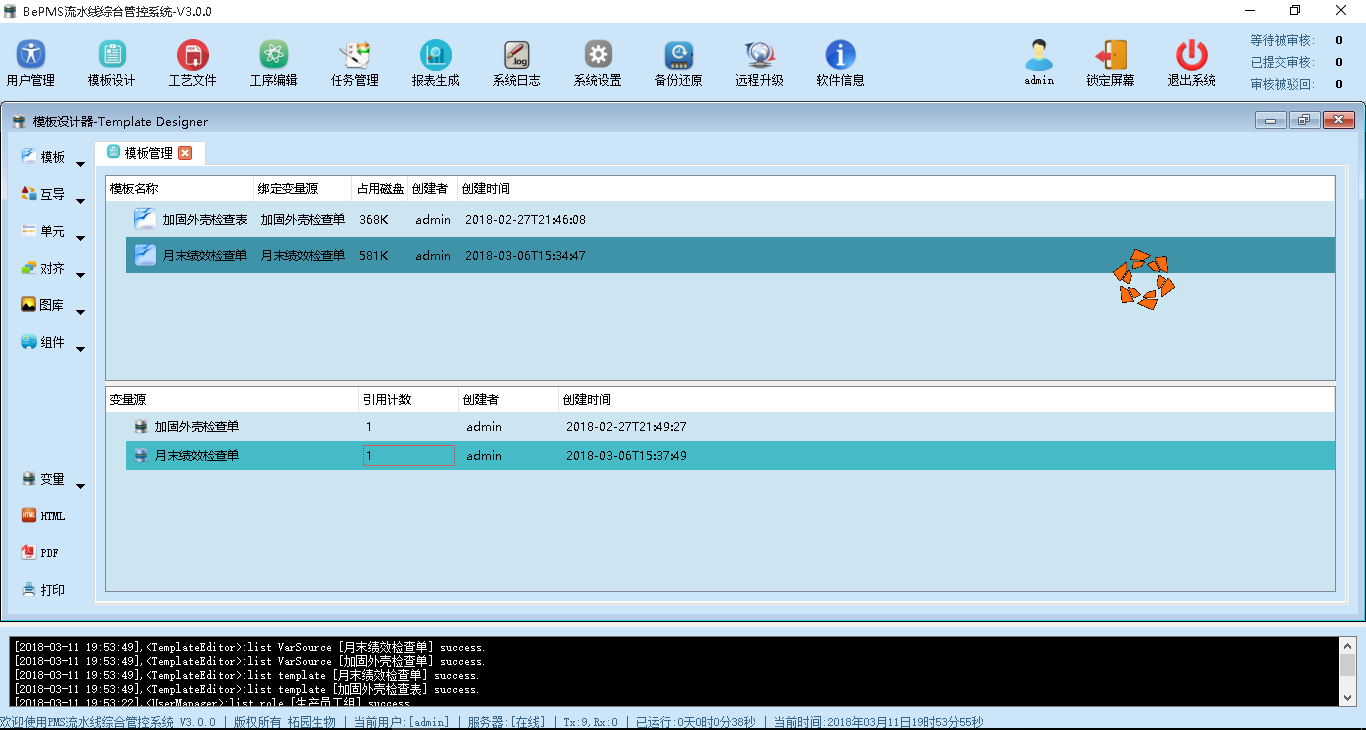 BePMS流水线综合管控系统-V3.0.0
用户管理 模板设计 工艺文件 工序编辑 任务管理 报表生成 系统日志 系统设置 备份还原 远程升级 软件信息 admin 锁定屏幕 退出系统
等待被审核: 0
已提交审核: 0
审核被驳回: 0
模板设计器-Template Designer
模板
互导
单元
对齐
图库
组件
变量
HTML
PDF
打印
模板管理
模板名称 绑定变量源 占用磁盘 创建者 创建时间
加固外壳检查表 加固外壳检查单 368K admin 2018-02-27T21:46:08
月末绩效检查单 月末绩效检查单 581K admin 2018-03-06T15:34:47
变量源 引用计数 创建者 创建时间
加固外壳检查单 1 admin 2018-02-27T21:49:27
月末绩效检查单 1 admin 2018-03-06T15:37:49
[2018-03-11 19:53:49],<TemplateEditor>:list VarSource [月末绩效检查单] success.
[2018-03-11 19:53:49],<TemplateEditor>:list VarSource [加固外壳检查单] success.
[2018-03-11 19:53:49],<TemplateEditor>:list template [月末绩效检查单] success.
[2018-03-11 19:53:49],<TemplateEditor>:list template [加固外壳检查表] success.
[2018-03-11 19:53:22],<UserManager>:list role [生产员工组] success
欢迎使用PMS流水线综合管控系统 V3.0.0 | 版权所有 柘园生物 | 当前用户:[admin] | 服务器:[在线] | Tx:9,Rx:0 | 已运行:0天0时0分38秒 | 当前时间:2018年03月11日19时53分55秒